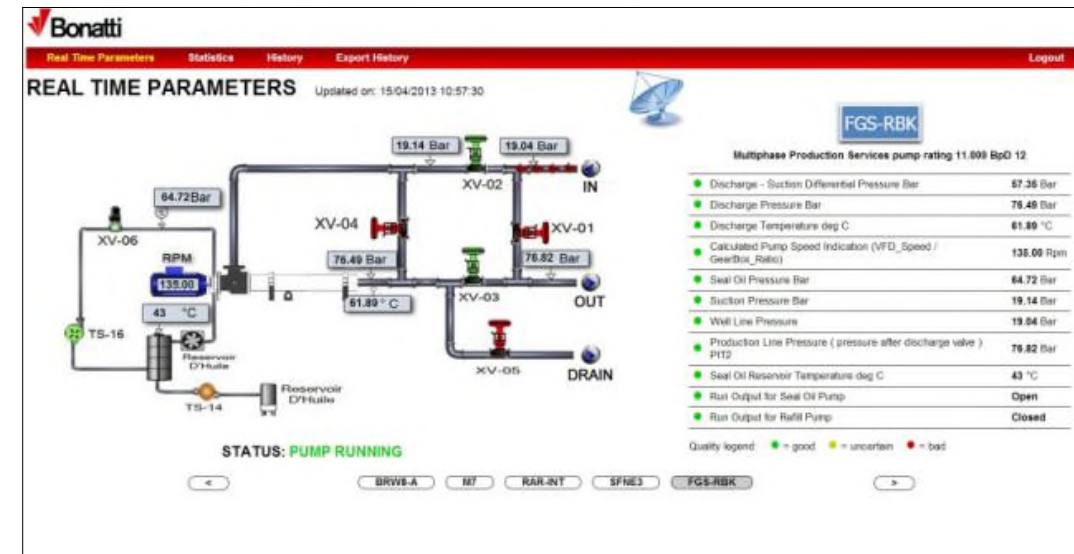 Bonatti
Real Time Parameters Statistics History Export History Logout
REAL TIME PARAMETERS Updated on: 15/04/2013 10:57:30
FGS-RBK
Multiphase Production Services pump rating 11.000 BpD 12
19.14 Bar
19.04 Bar
XV-02
IN
64.72Bar
XV-06
XV-04
XV-01
RPM
135.00
76.49 Bar
76.82 Bar
61.89 ° C
XV-03
OUT
43 °C
TS-16
Reservoir
D'Huile
XV-05
DRAIN
Reservoir
D'Huile
TS-14
Discharge - Suction Differential Pressure Bar 57.35 Bar
Discharge Pressure Bar 76.49 Bar
Discharge Temperature deg C 61.89 °C
Calculated Pump Speed Indication (VFD_Speed /
GearBox_Ratio) 135.00 Rpm
Seal Oil Pressure Bar 64.72 Bar
Suction Pressure Bar 19.14 Bar
Well Line Pressure 19.04 Bar
Production Line Pressure ( pressure after discharge valve )
PIT2 76.82 Bar
Seal Oil Reservoir Temperature deg C 43 °C
Run Output for Seal Oil Pump Open
Run Output for Refill Pump Closed
Quality legend: = good = uncertain = bad
STATUS: PUMP RUNNING
< BRW8-A M7 RAR-INT SFNE3 FGS-RBK >